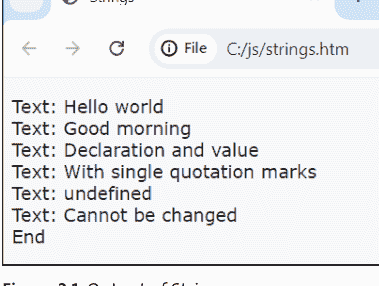 Strings
File C:/js/strings.htm
Text: Hello world
Text: Good morning
Text: Declaration and value
Text: With single quotation marks
Text: undefined
Text: Cannot be changed
End